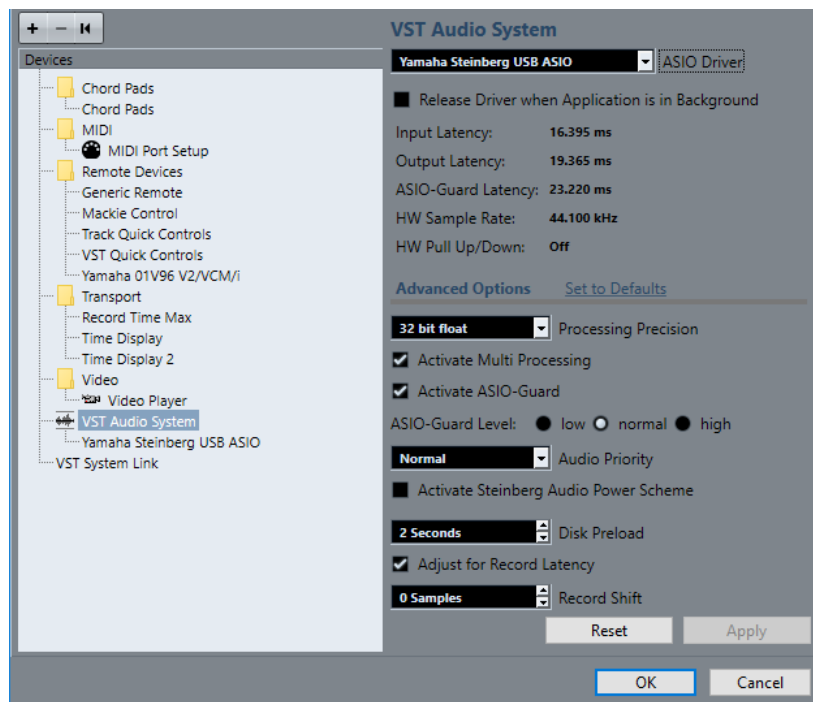 Devices
Chord Pads
Chord Pads
MIDI
MIDI Port Setup
Remote Devices
Generic Remote
Mackie Control
Track Quick Controls
VST Quick Controls
Yamaha 01V96 V2/VCM/i
Transport
Record Time Max
Time Display
Time Display 2
Video
Video Player
VST Audio System
Yamaha Steinberg USB ASIO
VST System Link
VST Audio System
Yamaha Steinberg USB ASIO ASIO Driver
Release Driver when Application is in Background
Input Latency: 16.395 ms
Output Latency: 19.365 ms
ASIO-Guard Latency: 23.220 ms
HW Sample Rate: 44.100 kHz
HW Pull Up/Down: Off
Advanced Options Set to Defaults
32 bit float Processing Precision
Activate Multi Processing
Activate ASIO-Guard
ASIO-Guard Level: low normal high
Normal Audio Priority
Activate Steinberg Audio Power Scheme
2 Seconds Disk Preload
Adjust for Record Latency
0 Samples Record Shift
Reset Apply
OK Cancel